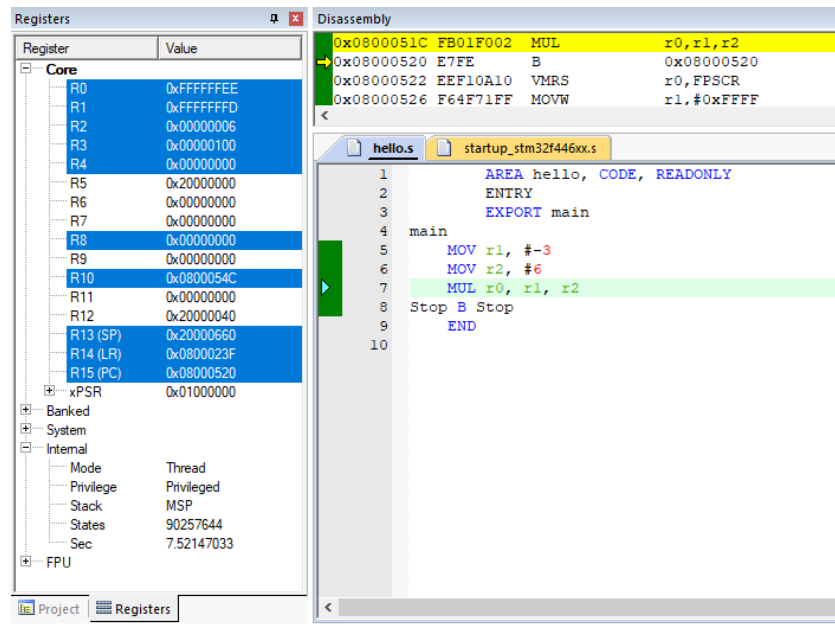 Registers
Register Value
Core
R0 0xFFFFFFEE
R1 0xFFFFFFFD
R2 0x00000006
R3 0x00000100
R4 0x00000000
R5 0x20000000
R6 0x00000000
R7 0x00000000
R8 0x00000000
R9 0x00000000
R10 0x0800054C
R11 0x00000000
R12 0x20000040
R13 (SP) 0x20000660
R14 (LR) 0x0800023F
R15 (PC) 0x08000520
xPSR 0x01000000
Banked
System
Internal
Mode Thread
Privilege Privileged
Stack MSP
States 90257644
Sec 7.52147033
FPU
Project Registers
Disassembly
0x0800051C FB01F002 MUL r0,r1,r2
0x08000520 E7FE B 0x08000520
0x08000522 EEF10A10 VMRS r0,FPSCR
0x08000526 F64F71FF MOVW r1,#0xFFFF
hello.s startup_stm32f446xx.s
1 AREA hello, CODE, READONLY
2 ENTRY
3 EXPORT main
4 main
5 MOV r1, #-3
6 MOV r2, #6
7 MUL r0, r1, r2
8 Stop B Stop
9 END
10